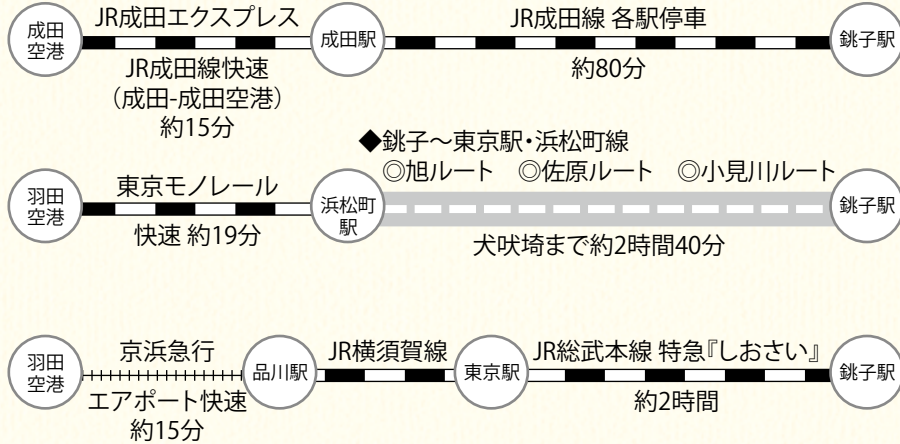 JR成田エクスプレス
JR成田線 各駅停車
成田
空港
成田駅
銚子駅
JR成田線快速
(成田-成田空港)
約15分
約80分
◆銚子～東京駅・浜松町線
◎旭ルート ◎佐原ルート ◎小見川ルート
羽田
空港
東京モノレール
快速 約19分
浜松町
駅
銚子駅
犬吠埼まで約2時間40分
羽田
空港
京浜急行
エアポート快速
約15分
品川駅
JR横須賀線
東京駅
JR総武本線 特急『しおさい』
約2時間
銚子駅